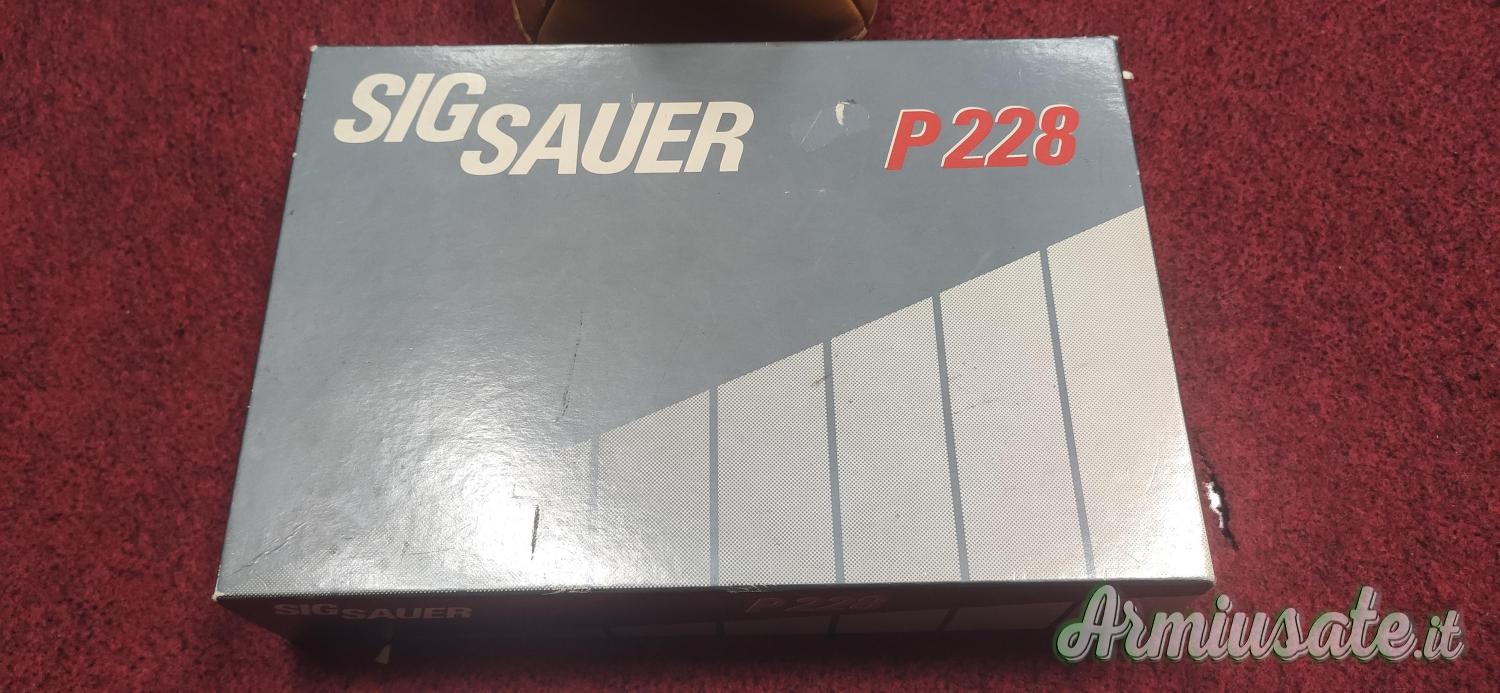 SIG SAUER P228
SIG SAUER P228
Armiusate.it